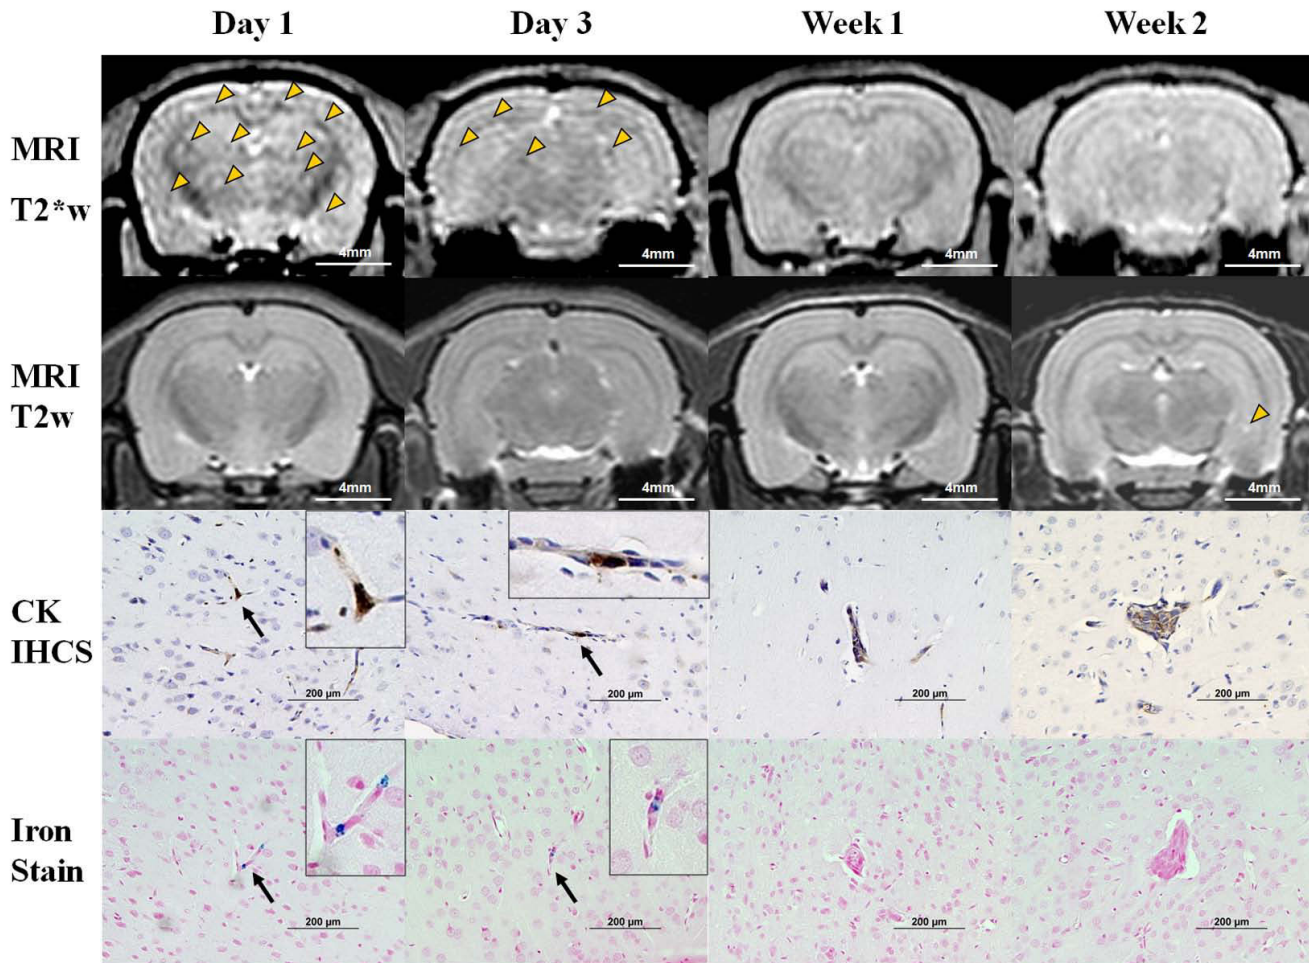 Day 1 Day 3 Week 1 Week 2
MRI
T2*w
4mm 4mm 4mm 4mm
MRI
T2w
4mm 4mm 4mm 4mm
CK
IHCS
200 μm 200 μm 200 μm 200 μm
Iron
Stain
200 μm 200 μm 200 μm 200 μm